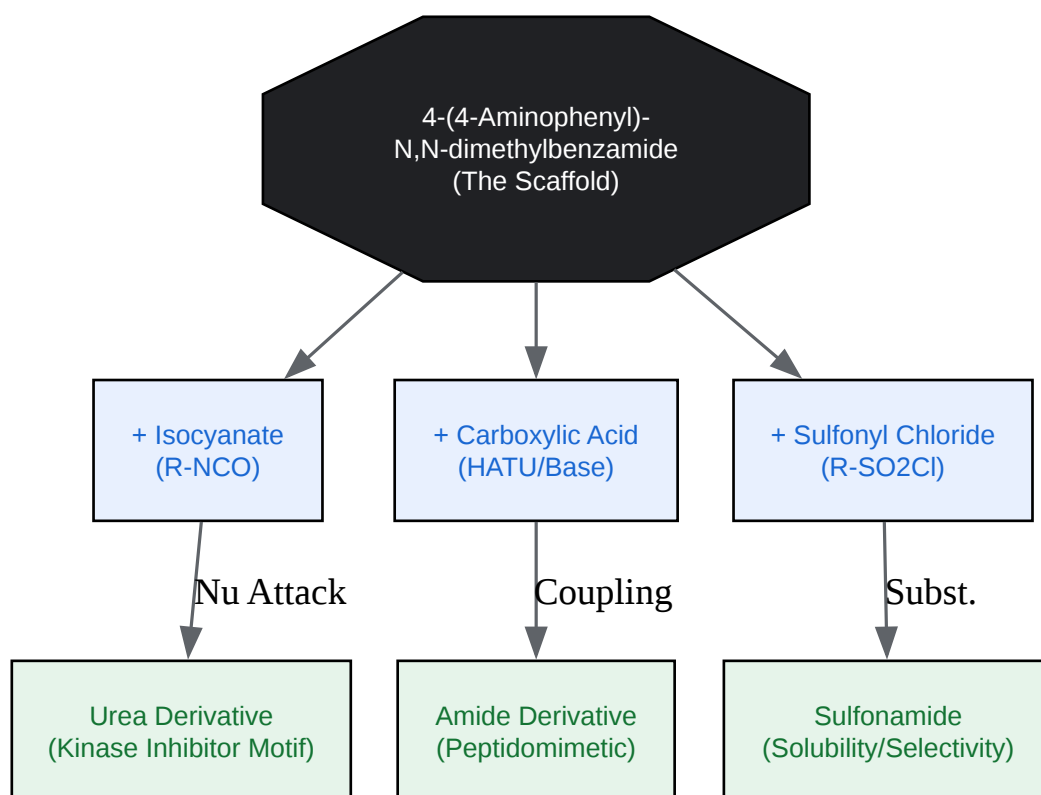 4-(4-Aminophenyl)-
N,N-dimethylbenzamide
(The Scaffold)
+ Isocyanate
(R-NCO)
+ Carboxylic Acid
(HATU/Base)
+ Sulfonyl Chloride
(R-SO2Cl)
Nu Attack
Coupling
Subst.
Urea Derivative
(Kinase Inhibitor Motif)
Amide Derivative
(Peptidomimetic)
Sulfonamide
(Solubility/Selectivity)